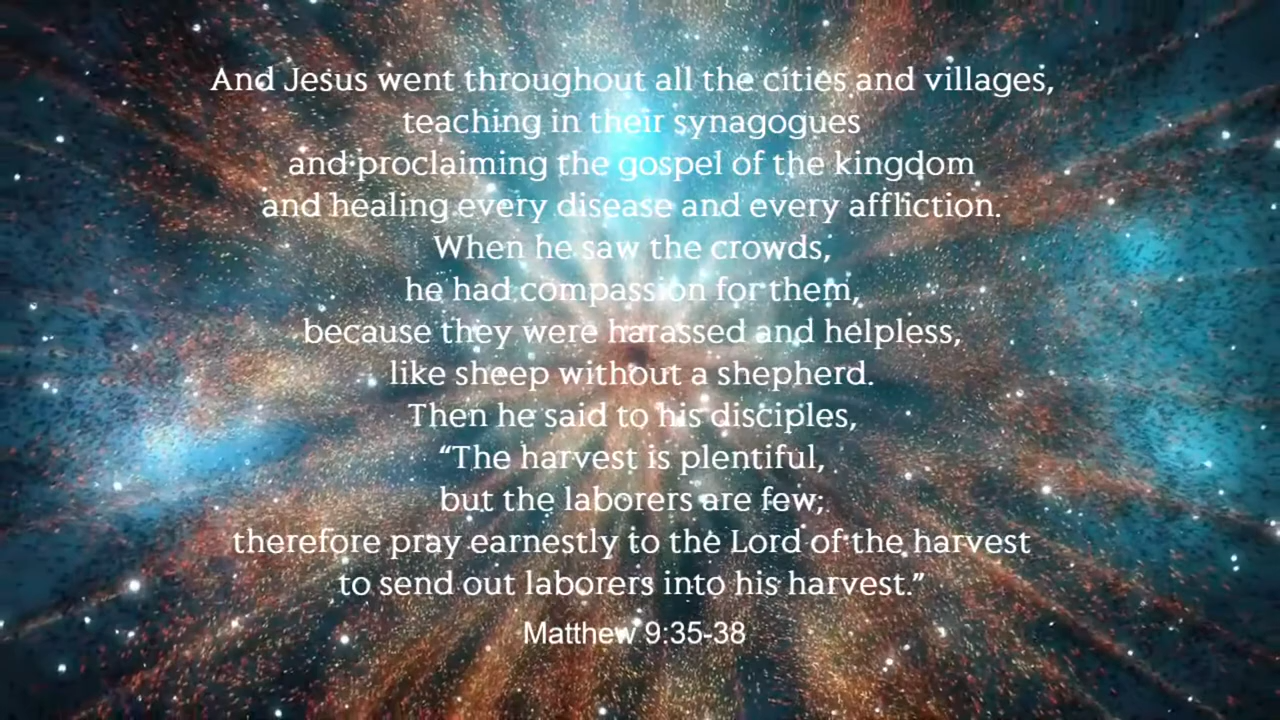 And Jesus went throughout all the cities and villages,
teaching in their synagogues
and proclaiming the gospel of the kingdom
and healing every disease and every affliction.
When he saw the crowds,
he had compassion for them,
because they were harassed and helpless,
like sheep without a shepherd.
Then he said to his disciples,
“The harvest is plentiful,
but the laborers are few;
therefore pray earnestly to the Lord of the harvest
to send out laborers into his harvest.”
Matthew 9:35-38